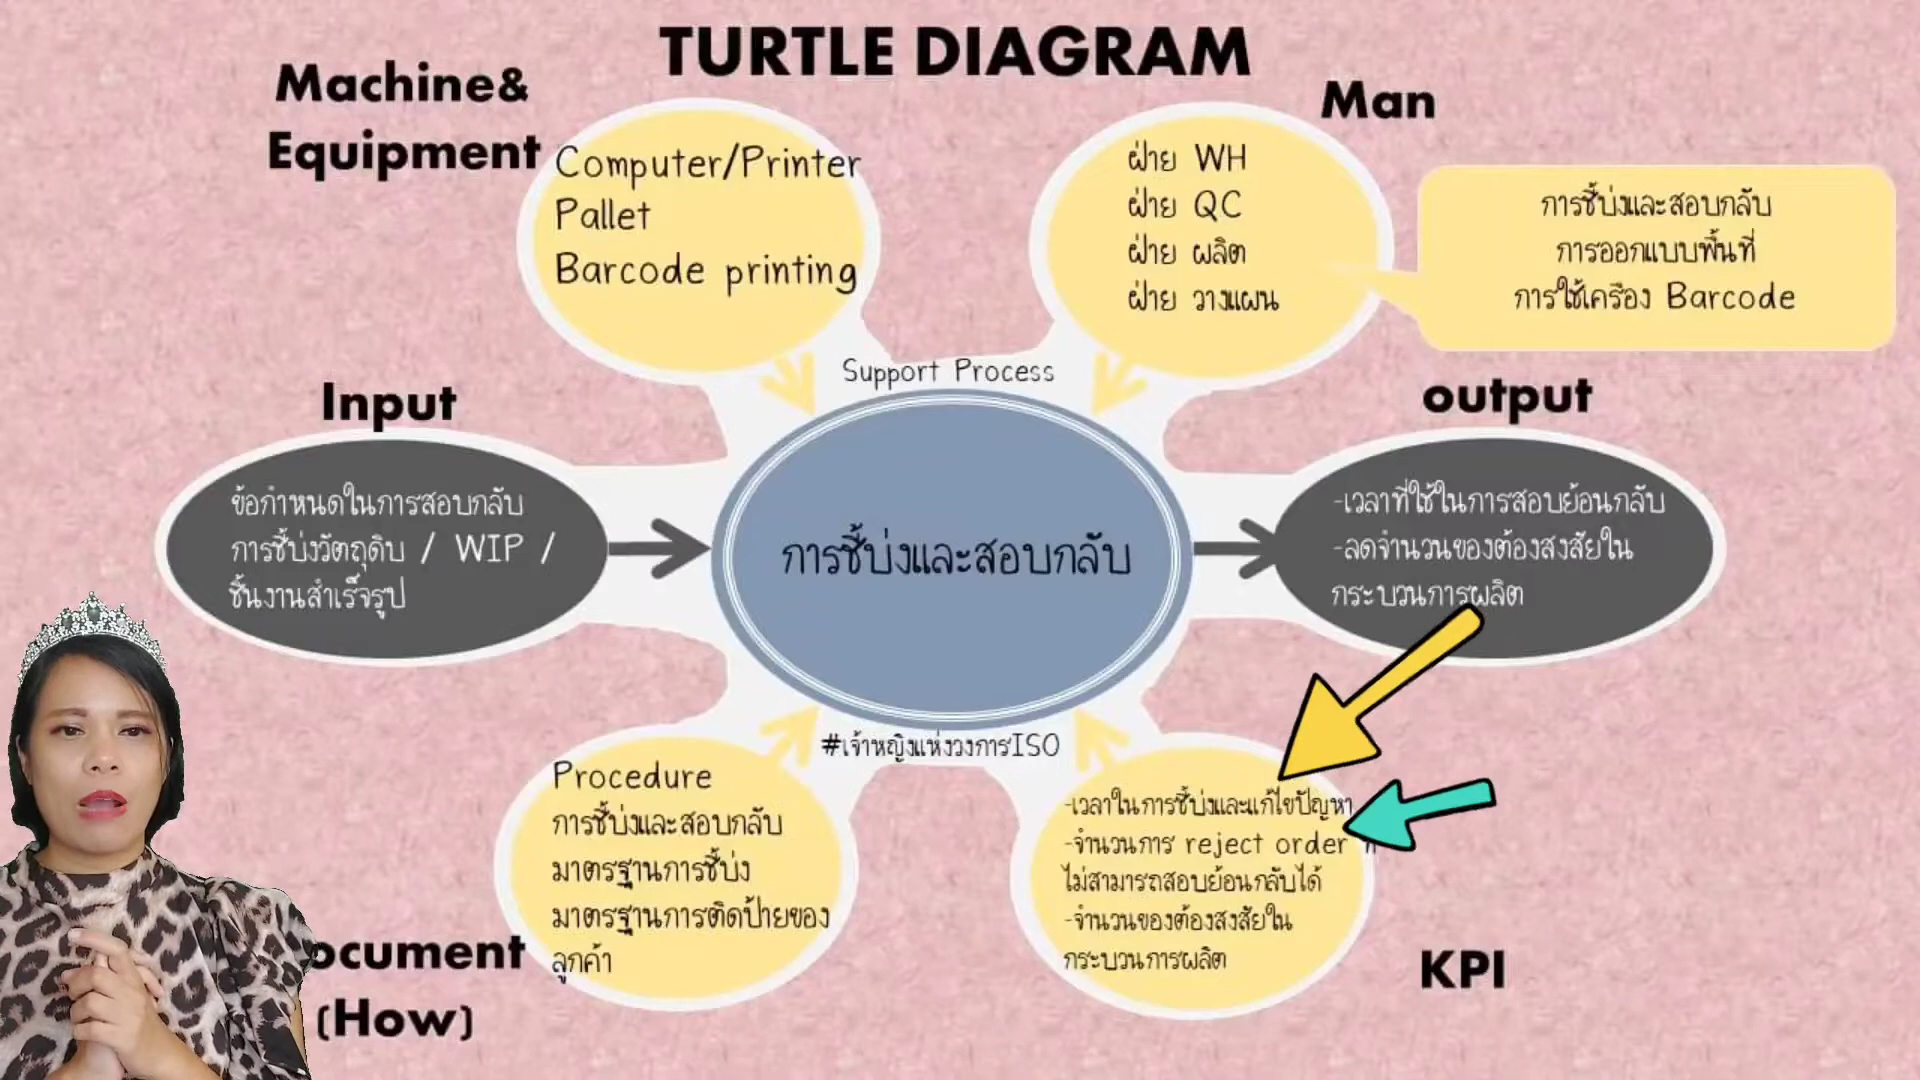 TURTLE DIAGRAM
Machine&
Equipment
Computer/Printer
Pallet
Barcode printing
Man
ฝ่าย WH
ฝ่าย QC
ฝ่าย ผลิต
ฝ่าย วางแผน
การชี้บ่งและสอบกลับ
การออกแบบพื้นที่
การใช้เครื่อง Barcode
Support Process
Input
ข้อกำหนดในการสอบกลับ
การชี้บ่งวัตถุดิบ / WIP /
ชิ้นงานสำเร็จรูป
การชี้บ่งและสอบกลับ
output
-เวลาที่ใช้ในการสอบย้อนกลับ
-ลดจำนวนของต้องสงสัยใน
กระบวนการผลิต
#เจ้าหญิงแห่งวงการISO
Procedure
การชี้บ่งและสอบกลับ
มาตรฐานการชี้บ่ง
มาตรฐานการติดป้ายของ
ลูกค้า
ocument
(How)
-เวลาในการชี้บ่งและแก้ไขปัญหา
-จำนวนการ reject order
ไม่สามารถสอบย้อนกลับได้
-จำนวนของต้องสงสัยใน
กระบวนการผลิต
KPI